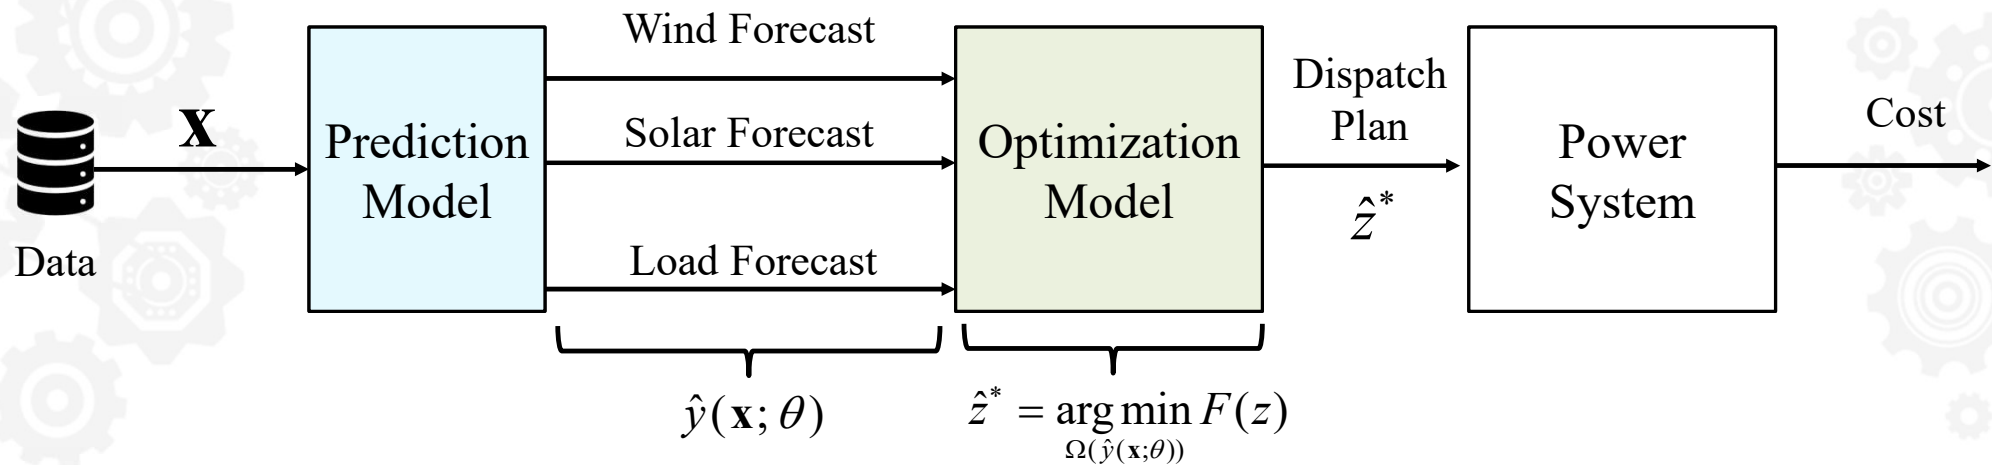 Data
𝐱
Prediction
Model
Wind Forecast
Solar Forecast
Load Forecast
ŷ(𝐱; θ)
Optimization
Model
ẑ* = arg min F(z)
Ω(ŷ(𝐱;θ))
Dispatch
Plan
ẑ*
Power
System
Cost